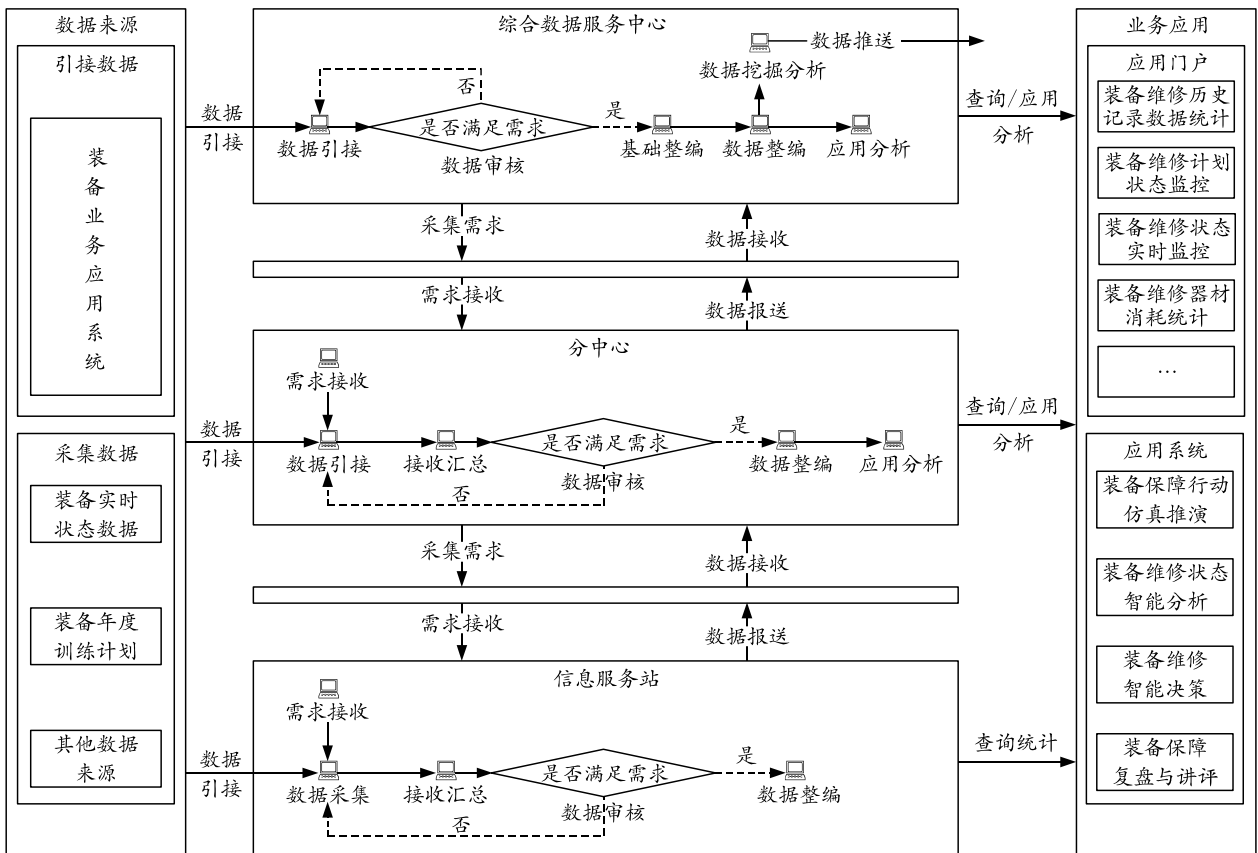 数据来源
引接数据
装
备
业
务
应
用
系
统
采集数据
装备实时
状态数据
装备年度
训练计划
其他数据
来源
数据
引接
数据
引接
数据
引接
综合数据服务中心
否
数据引接
是否满足需求
数据审核
是
基础整编
数据整编
应用分析
数据挖掘分析
数据推送
采集需求
数据接收
需求接收
数据报送
分中心
需求接收
数据引接
接收汇总
是否满足需求
数据审核
否
是
数据整编
应用分析
采集需求
数据接收
需求接收
数据报送
信息服务站
需求接收
数据采集
接收汇总
是否满足需求
数据审核
否
是
数据整编
查询/应用
分析
查询/应用
分析
查询统计
业务应用
应用门户
装备维修历史
记录数据统计
装备维修计划
状态监控
装备维修状态
实时监控
装备维修器材
消耗统计
…
应用系统
装备保障行动
仿真推演
装备维修状态
智能分析
装备维修
智能决策
装备保障
复盘与讲评